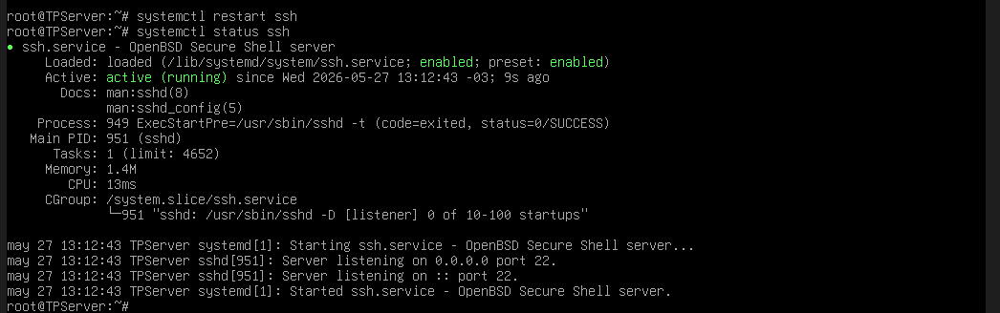 root@TPServer:~# systemctl restart ssh
root@TPServer:~# systemctl status ssh
● ssh.service - OpenBSD Secure Shell server
     Loaded: loaded (/lib/systemd/system/ssh.service; enabled; preset: enabled)
     Active: active (running) since Wed 2026-05-27 13:12:43 -03; 9s ago
       Docs: man:sshd(8)
             man:sshd_config(5)
    Process: 949 ExecStartPre=/usr/sbin/sshd -t (code=exited, status=0/SUCCESS)
   Main PID: 951 (sshd)
      Tasks: 1 (limit: 4652)
     Memory: 1.4M
        CPU: 13ms
     CGroup: /system.slice/ssh.service
             └─951 "sshd: /usr/sbin/sshd -D [listener] 0 of 10-100 startups"

may 27 13:12:43 TPServer systemd[1]: Starting ssh.service - OpenBSD Secure Shell server...
may 27 13:12:43 TPServer sshd[951]: Server listening on 0.0.0.0 port 22.
may 27 13:12:43 TPServer sshd[951]: Server listening on :: port 22.
may 27 13:12:43 TPServer systemd[1]: Started ssh.service - OpenBSD Secure Shell server.
root@TPServer:~#